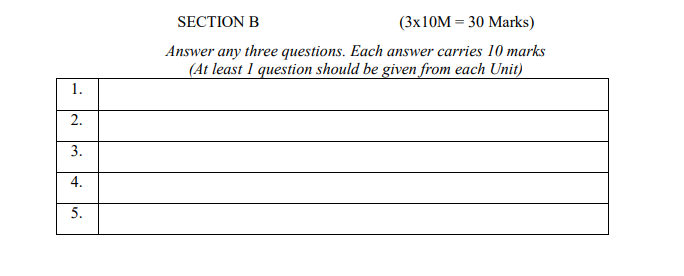 SECTION B (3x10M = 30 Marks)
Answer any three questions. Each answer carries 10 marks
(At least 1 question should be given from each Unit)
1.
2.
3.
4.
5.